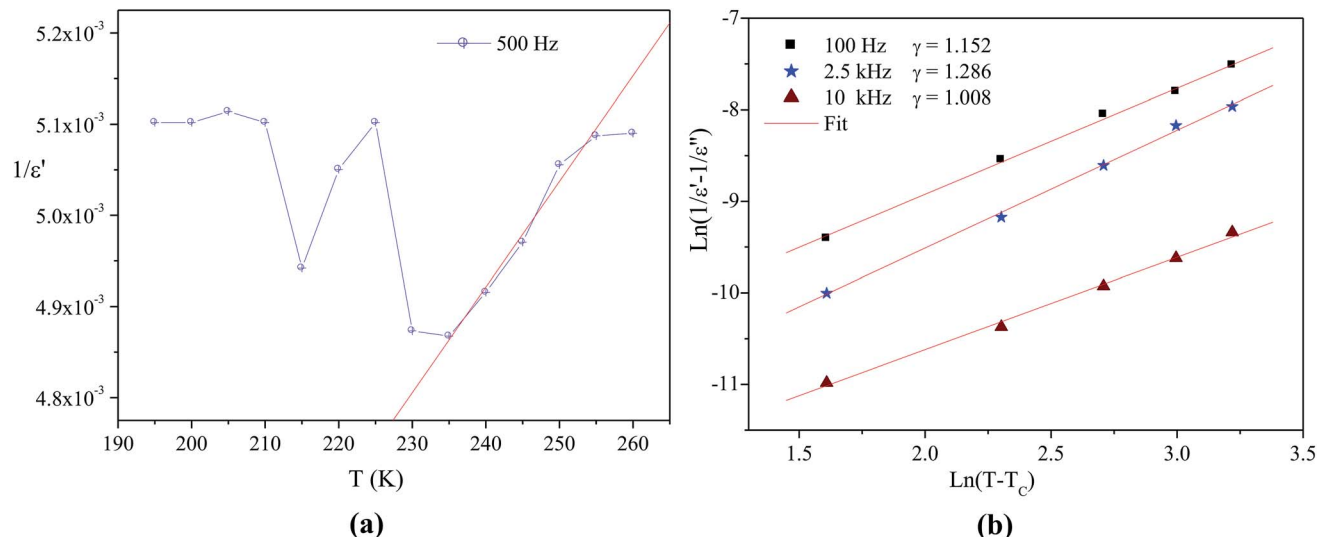 5.2x10⁻³
5.1x10⁻³
1/ε'
5.0x10⁻³
4.9x10⁻³
4.8x10⁻³
500 Hz
190 200 210 220 230 240 250 260
T (K)
(a)
-7
-8
-9
-10
-11
Ln(1/ε'-1/ε'')
100 Hz γ = 1.152
2.5 kHz γ = 1.286
10 kHz γ = 1.008
Fit
1.5 2.0 2.5 3.0 3.5
Ln(T-T_C)
(b)